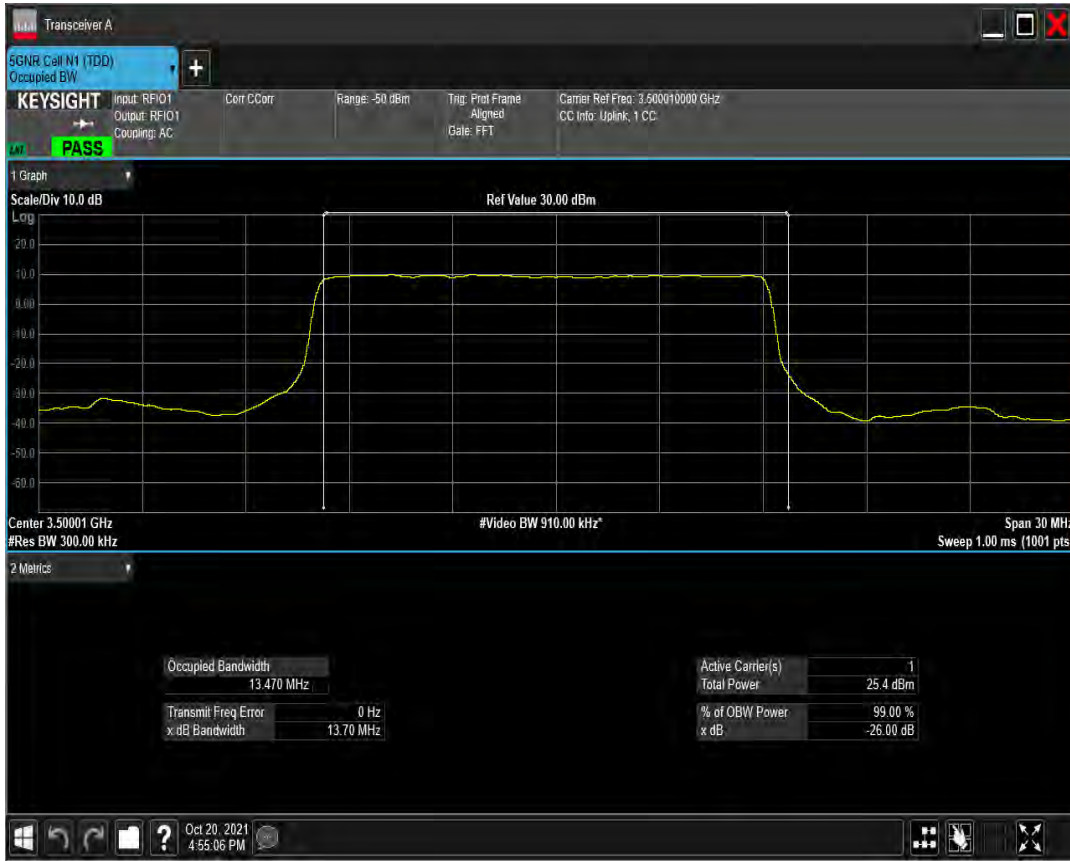 Transceiver A
5GNR Cell N1 (TDD)
Occupied BW
+
KEYSIGHT
PASS
Input: RFIO1
Output: RFIO1
Coupling: AC
Corr CCorr
Range: -50 dBm
Trig: Prot Frame
Aligned
Gate: FFT
Carrier Ref Freq: 3.500010000 GHz
CC Info: Uplink, 1 CC
1 Graph
Scale/Div 10.0 dB
Ref Value 30.00 dBm
Log
20.0
10.0
0.00
-10.0
-20.0
-30.0
-40.0
-50.0
-60.0
Center 3.50001 GHz
#Video BW 910.00 kHz*
Span 30 MHz
#Res BW 300.00 kHz
Sweep 1.00 ms (1001 pts
2 Metrics
Occupied Bandwidth
13.470 MHz
Transmit Freq Error 0 Hz
x dB Bandwidth 13.70 MHz
Active Carrier(s) 1
Total Power 25.4 dBm
% of OBW Power 99.00 %
x dB -26.00 dB
?
Oct 20, 2021
4:55:06 PM